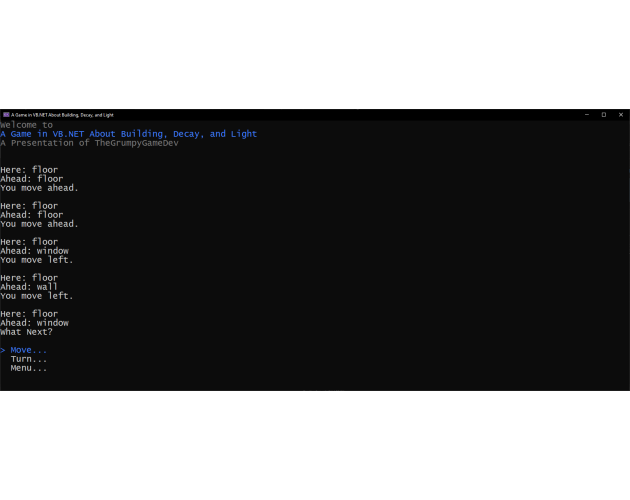 A Game in VB.NET About Building, Decay, and Light
Welcome to
A Game in VB.NET About Building, Decay, and Light
A Presentation of TheGrumpyGameDev
Here: floor
Ahead: floor
You move ahead.
Here: floor
Ahead: floor
You move ahead.
Here: floor
Ahead: window
You move left.
Here: floor
Ahead: wall
You move left.
Here: floor
Ahead: window
What Next?
> Move...
Turn...
Menu...